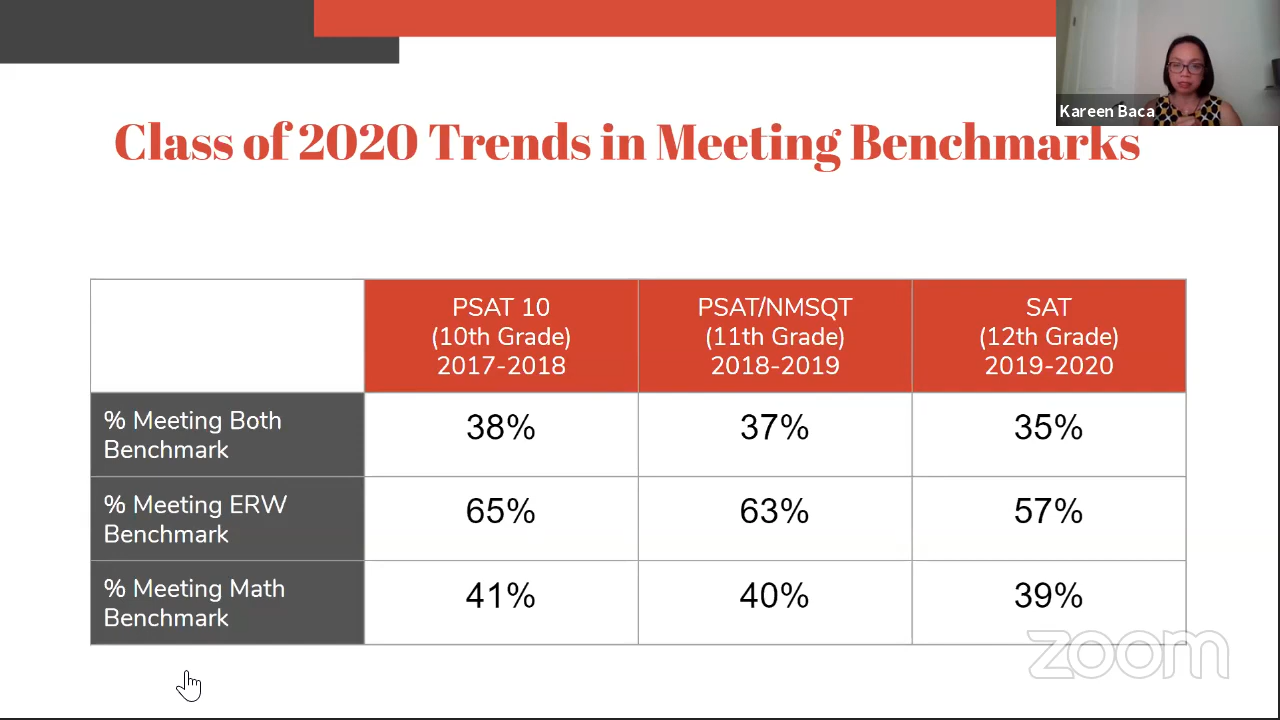 Kareen Baca
Class of 2020 Trends in Meeting Benchmarks
PSAT 10
(10th Grade)
2017-2018
PSAT/NMSQT
(11th Grade)
2018-2019
SAT
(12th Grade)
2019-2020
% Meeting Both
Benchmark
38%
37%
35%
% Meeting ERW
Benchmark
65%
63%
57%
% Meeting Math
Benchmark
41%
40%
39%
zoom